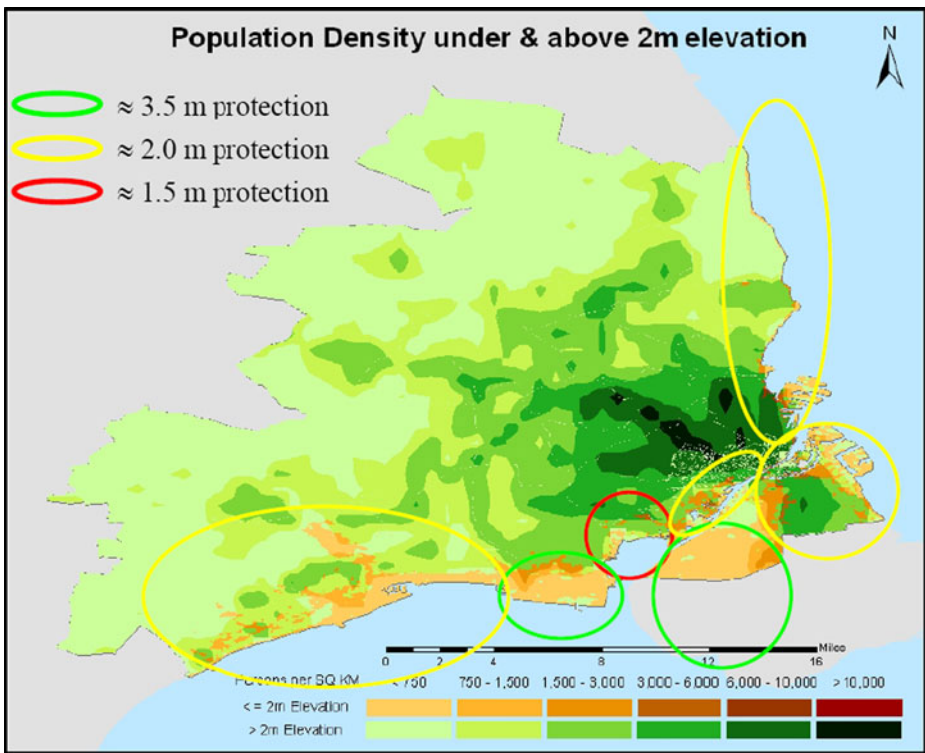 Population Density under & above 2m elevation
N
≈ 3.5 m protection
≈ 2.0 m protection
≈ 1.5 m protection
Miles
0 2 4 8 12 16
Persons per SQ KM < 750 750 - 1,500 1,500 - 3,000 3,000 - 6,000 6,000 - 10,000 > 10,000
< = 2m Elevation
> 2m Elevation